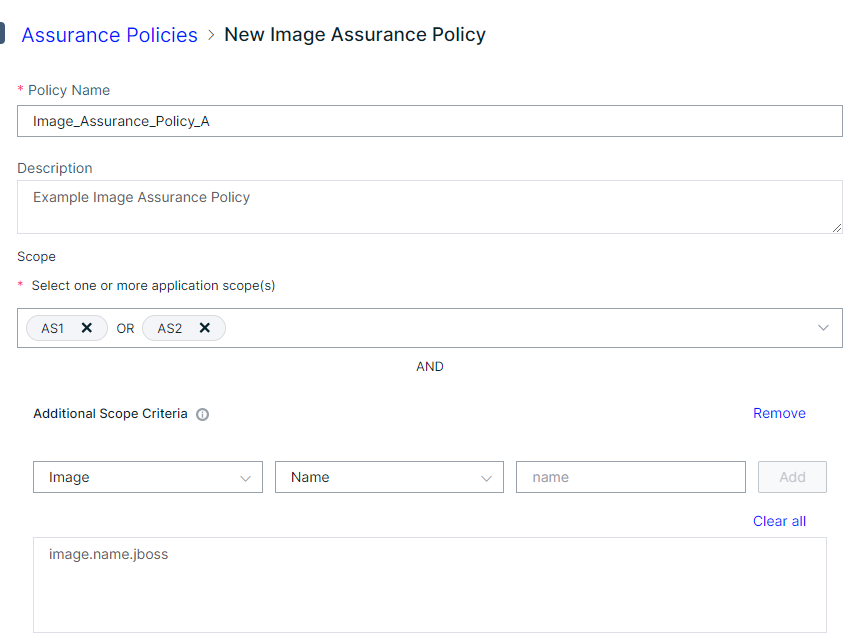 Assurance Policies > New Image Assurance Policy
* Policy Name
Image_Assurance_Policy_A
Description
Example Image Assurance Policy
Scope
* Select one or more application scope(s)
AS1 × OR AS2 ×
AND
Additional Scope Criteria Remove
Image Name name Add
Clear all
image.name.jboss